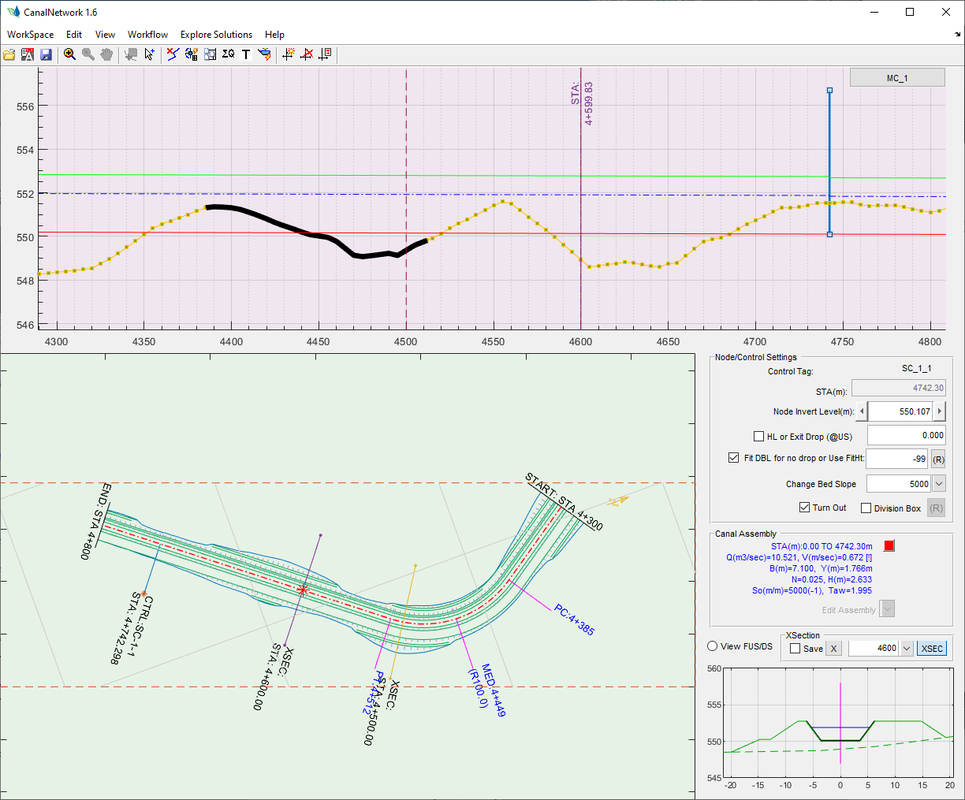 CanalNetwork 1.6
WorkSpace Edit View Workflow Explore Solutions Help
ΣQ T
MC_1
STA:
4+599.83
556
554
552
550
548
546
4300 4350 4400 4450 4500 4550 4600 4650 4700 4750 4800
END: STA 4+800
START: STA 4+300
CTRL-SC-1-1
STA: 4+742.298
XSEC:
STA: 4+600.00
PT:4+512
XSEC:
STA: 4+500.00
MED:4+449
(R100.0)
PC:4+385
Node/Control Settings
Control Tag: SC_1_1
STA(m): 4742.30
Node Invert Level(m): 550.107
HL or Exit Drop (@US) 0.000
Fit DBL for no drop or Use FitHt: -99 (R)
Change Bed Slope 5000
Turn Out Division Box (R)
Canal Assembly
STA(m):0.00 TO 4742.30m
Q(m3/sec)=10.521, V(m/sec)=0.672 [!]
B(m)=7.100, Y(m)=1.766m
N=0.025, H(m)=2.633
So(m/m)=5000(-1), Taw=1.995
Edit Assembly
View FUS/DS
XSection
Save X 4600 XSEC
560
555
550
545
-20 -15 -10 -5 0 5 10 15 20